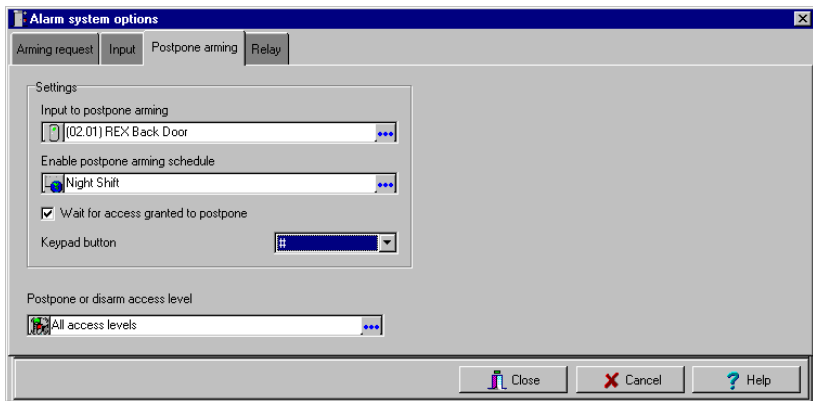 Alarm system options
Arming request Input Postpone arming Relay
Settings
Input to postpone arming
(02.01) REX Back Door
Enable postpone arming schedule
Night Shift
Wait for access granted to postpone
Keypad button #
Postpone or disarm access level
All access levels
Close Cancel ? Help